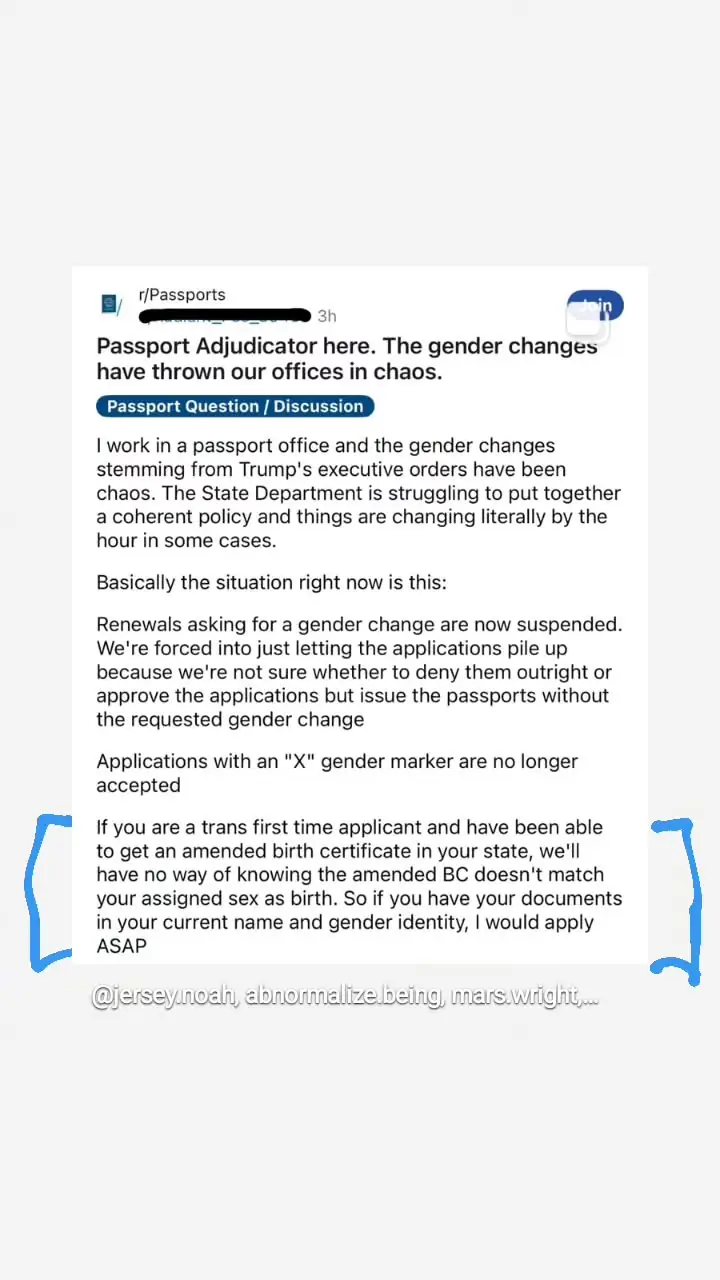 r/Passports
3h
Join
Passport Adjudicator here. The gender changes
have thrown our offices in chaos.
Passport Question / Discussion
I work in a passport office and the gender changes
stemming from Trump's executive orders have been
chaos. The State Department is struggling to put together
a coherent policy and things are changing literally by the
hour in some cases.
Basically the situation right now is this:
Renewals asking for a gender change are now suspended.
We're forced into just letting the applications pile up
because we're not sure whether to deny them outright or
approve the applications but issue the passports without
the requested gender change
Applications with an "X" gender marker are no longer
accepted
If you are a trans first time applicant and have been able
to get an amended birth certificate in your state, we'll
have no way of knowing the amended BC doesn't match
your assigned sex as birth. So if you have your documents
in your current name and gender identity, I would apply
ASAP
@jersey.noah, abnormalize.being, mars.wright,...